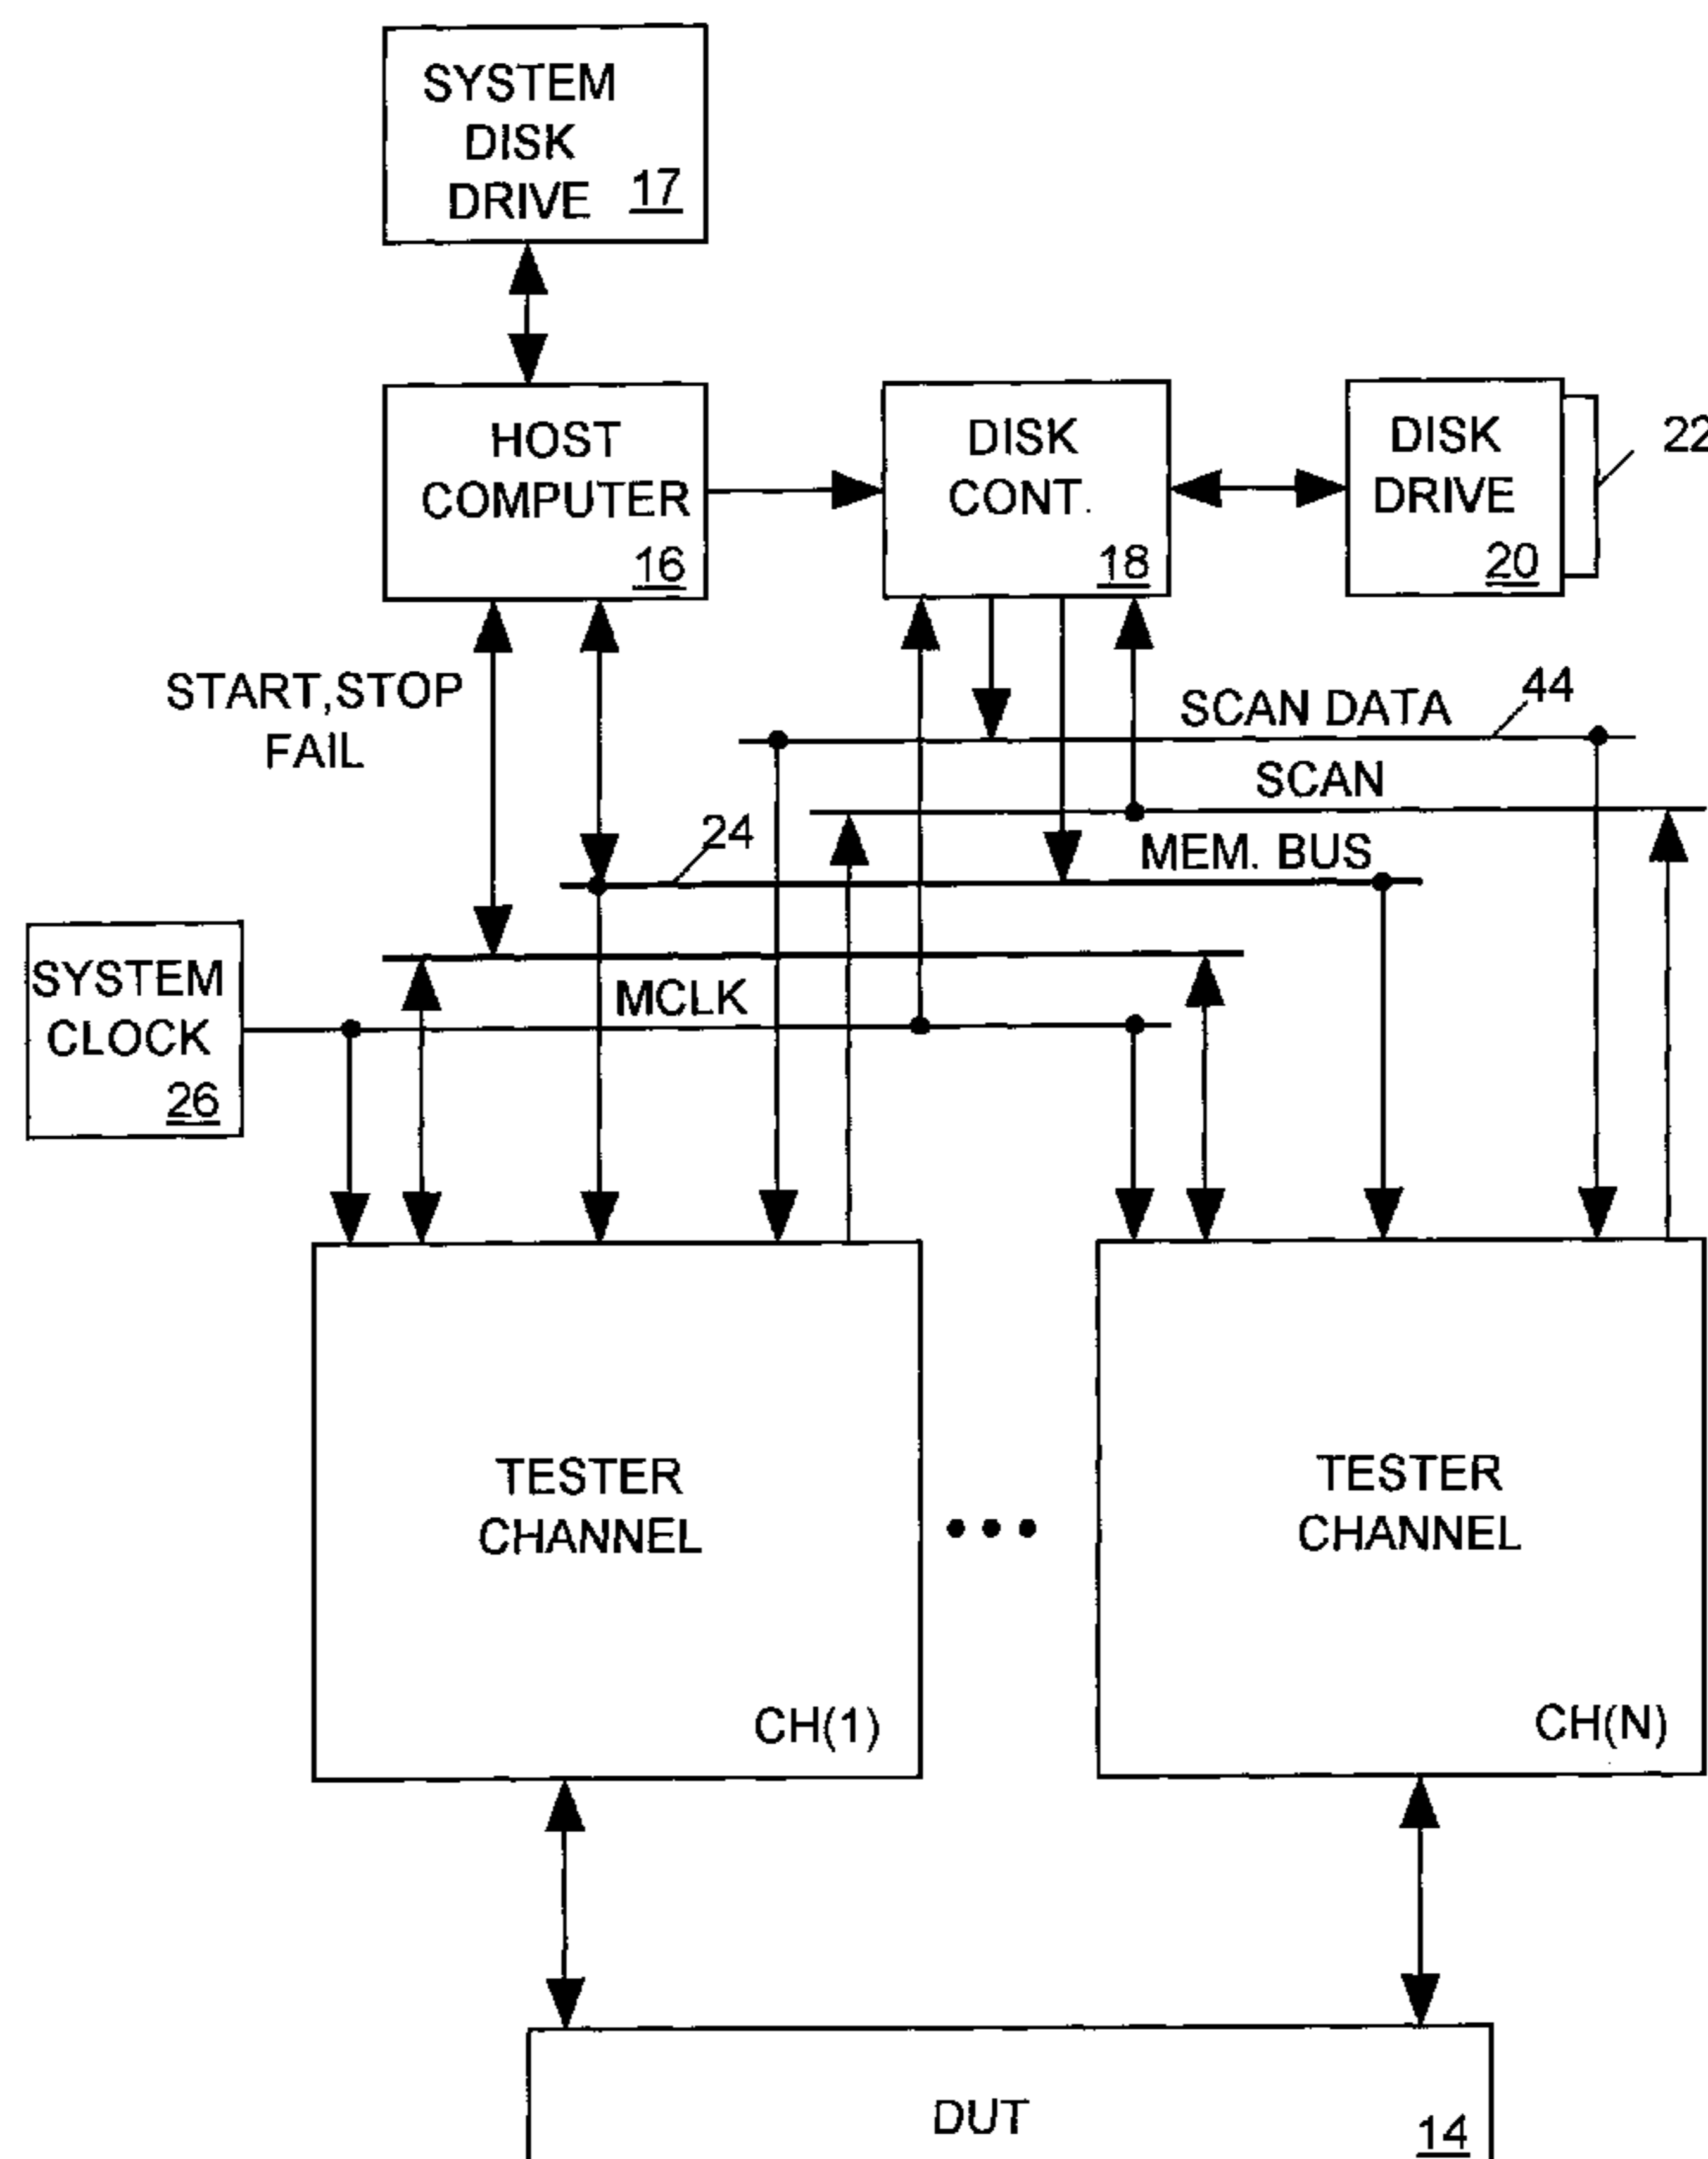 SYSTEM
DISK
DRIVE 17
HOST
COMPUTER
16
DISK
CONT.
18
DISK
DRIVE
20
22
START,STOP
FAIL
SCAN DATA
44
SCAN
24
MEM. BUS
SYSTEM
CLOCK
26
MCLK
TESTER
CHANNEL
CH(1)
TESTER
CHANNEL
CH(N)
DUT
14